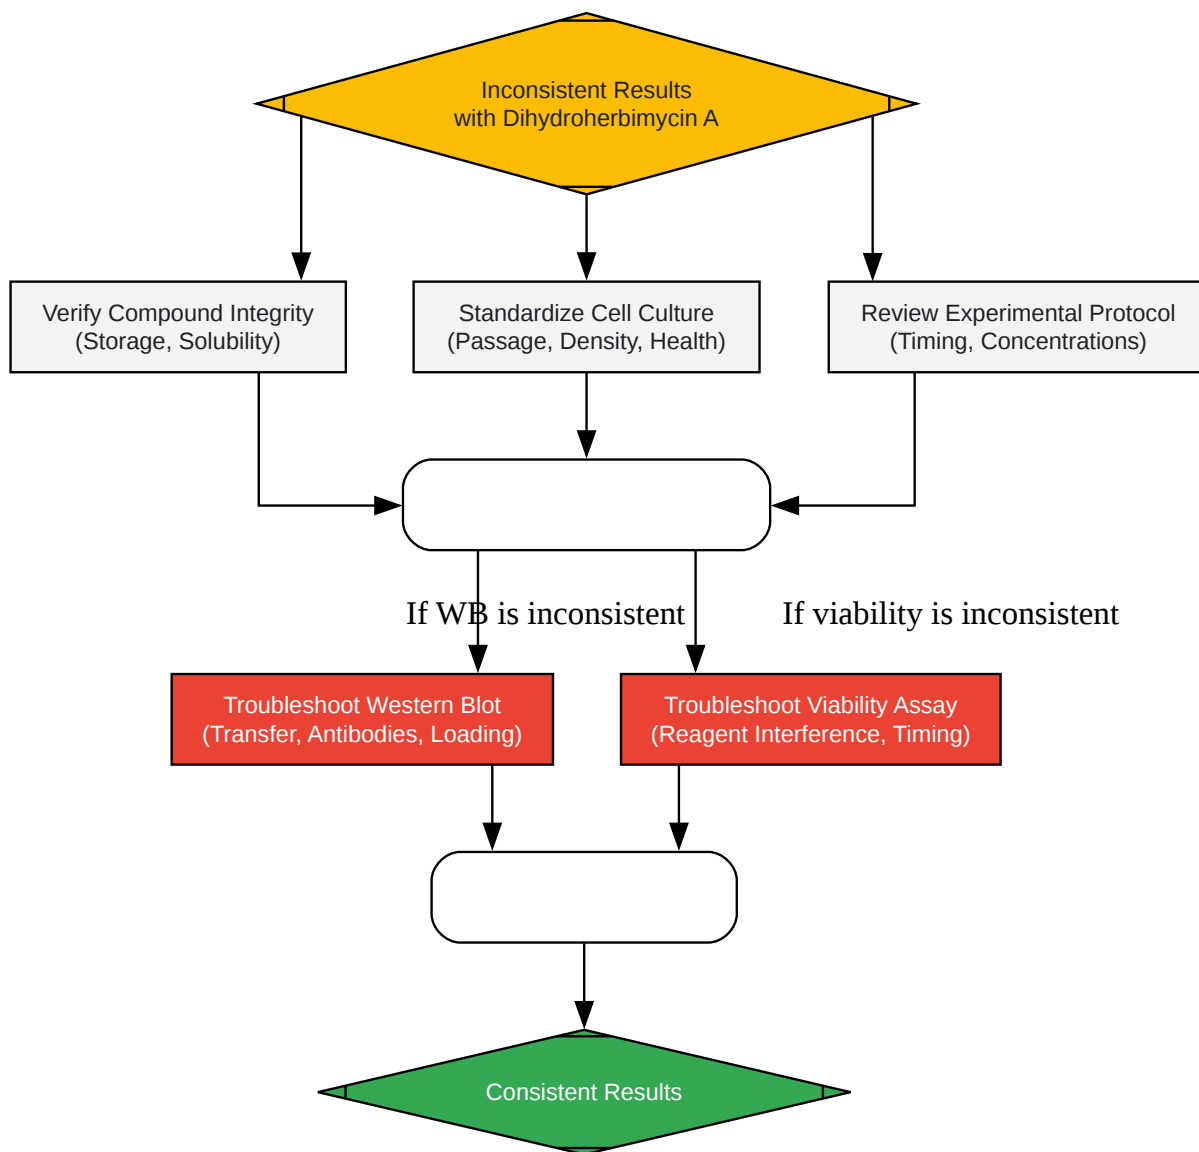 Inconsistent Results
with Dihydroherbimycin A
Verify Compound Integrity
(Storage, Solubility)
Standardize Cell Culture
(Passage, Density, Health)
Review Experimental Protocol
(Timing, Concentrations)
If WB is inconsistent
If viability is inconsistent
Troubleshoot Western Blot
(Transfer, Antibodies, Loading)
Troubleshoot Viability Assay
(Reagent Interference, Timing)
Consistent Results